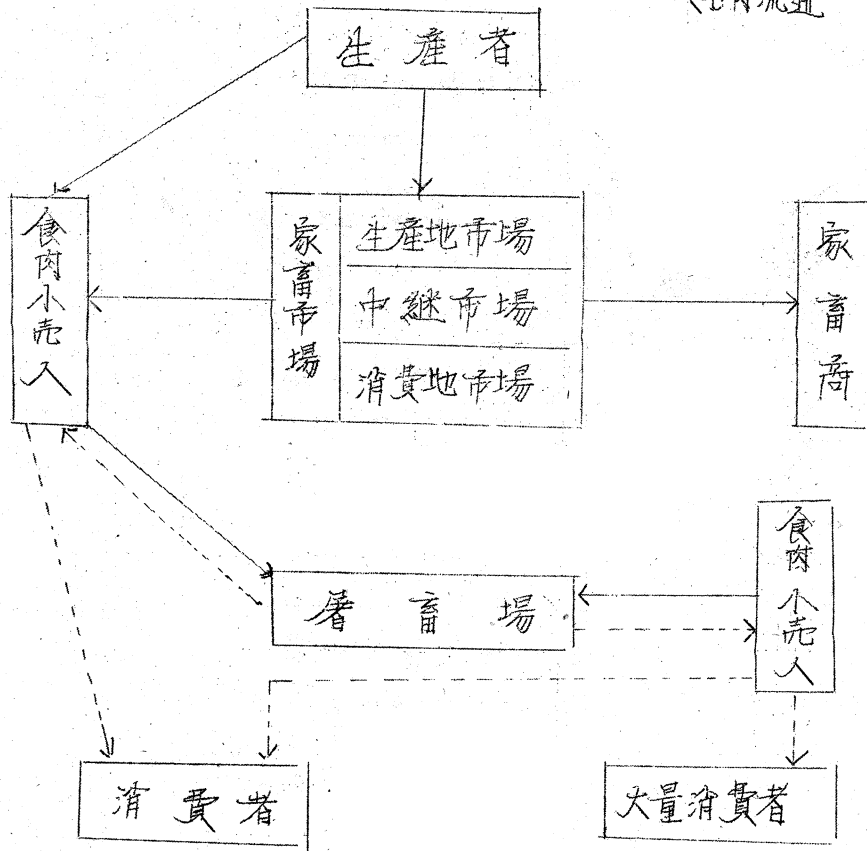 生産者
食肉小売人
家畜市場
生産地市場
中継市場
消費地市場
家畜商
食肉小売人
屠畜場
消費者
大量消費者